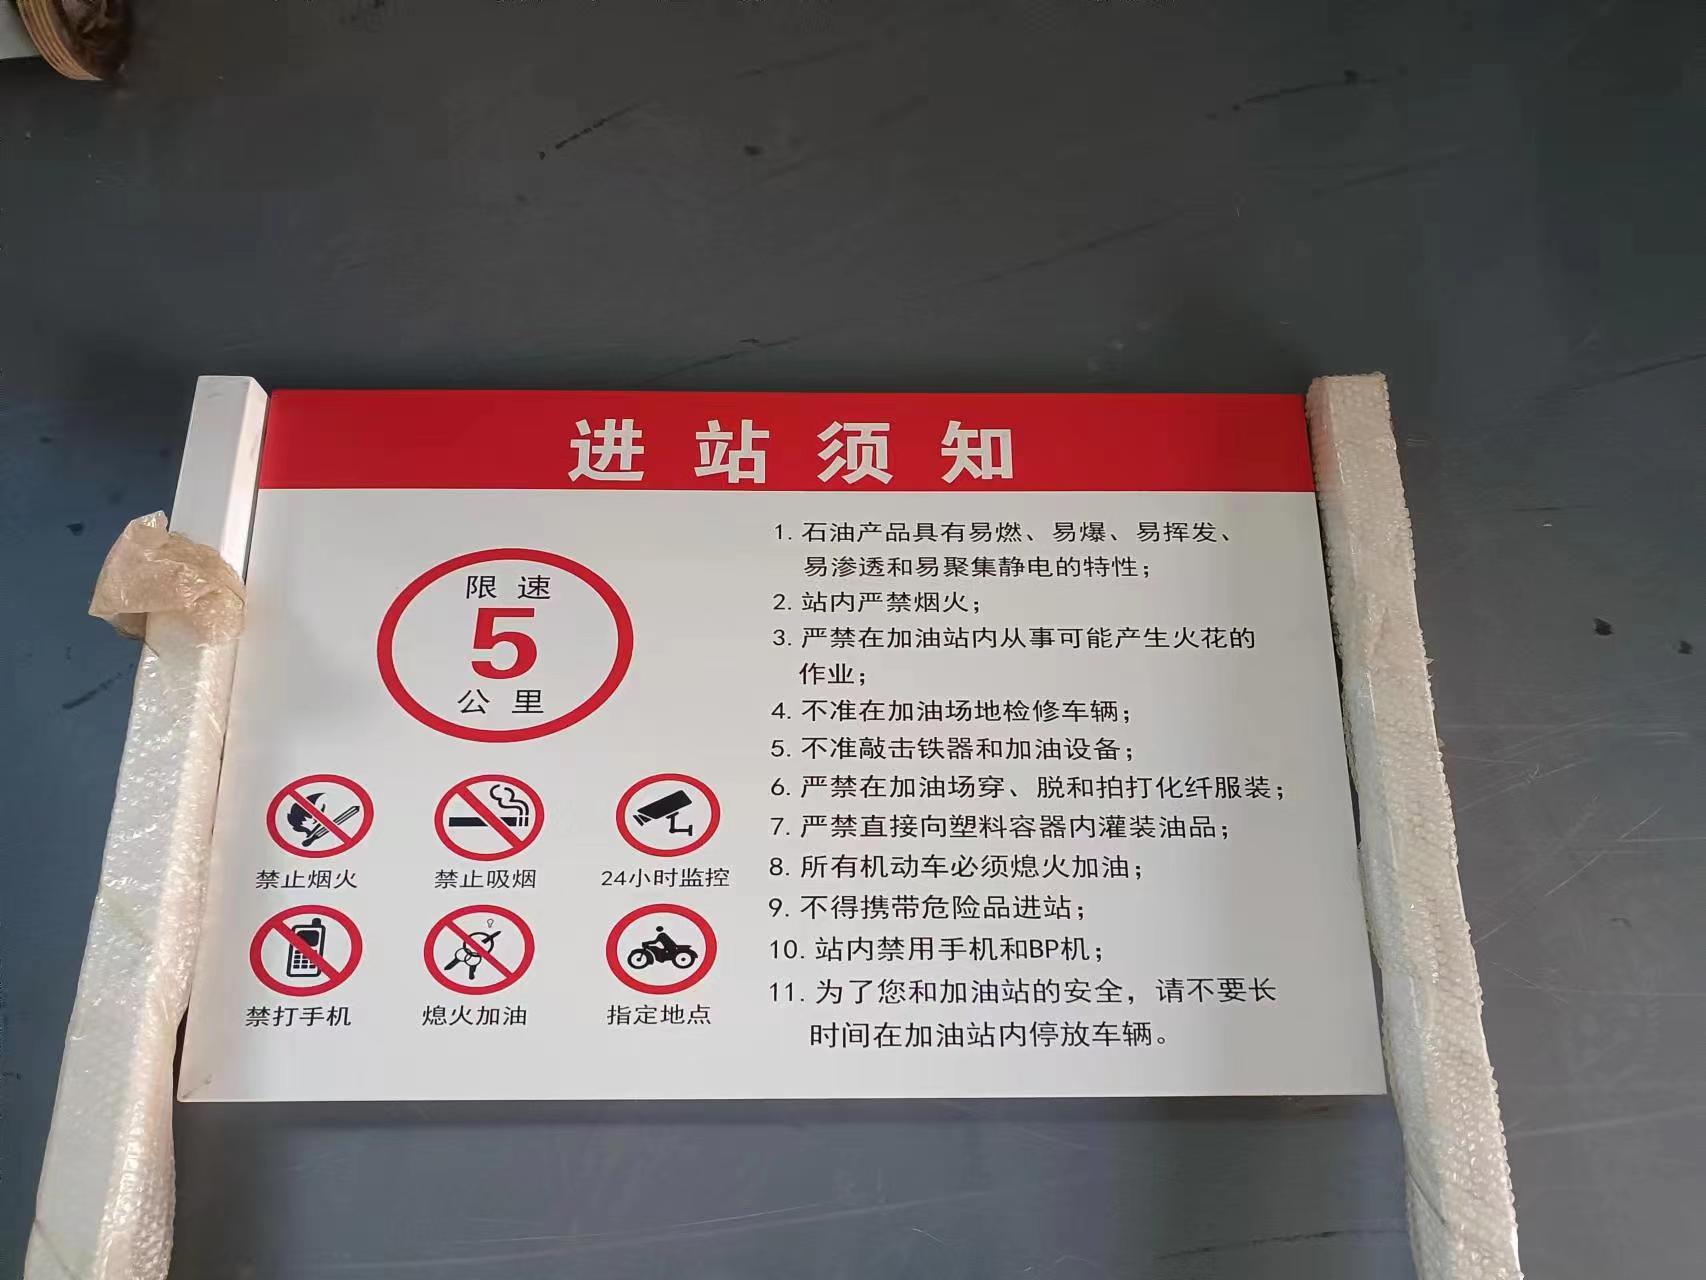 进站须知
限速
5
公里
禁止烟火
禁止吸烟
24小时监控
禁打手机
熄火加油
指定地点
1. 石油产品具有易燃、易爆、易挥发、
易渗透和易聚集静电的特性；
2. 站内严禁烟火；
3. 严禁在加油站内从事可能产生火花的
作业；
4. 不准在加油场地检修车辆；
5. 不准敲击铁器和加油设备；
6. 严禁在加油场穿、脱和拍打化纤服装；
7. 严禁直接向塑料容器内灌装油品；
8. 所有机动车必须熄火加油；
9. 不得携带危险品进站；
10. 站内禁用手机和BP机；
11. 为了您和加油站的安全，请不要长
时间在加油站内停放车辆。